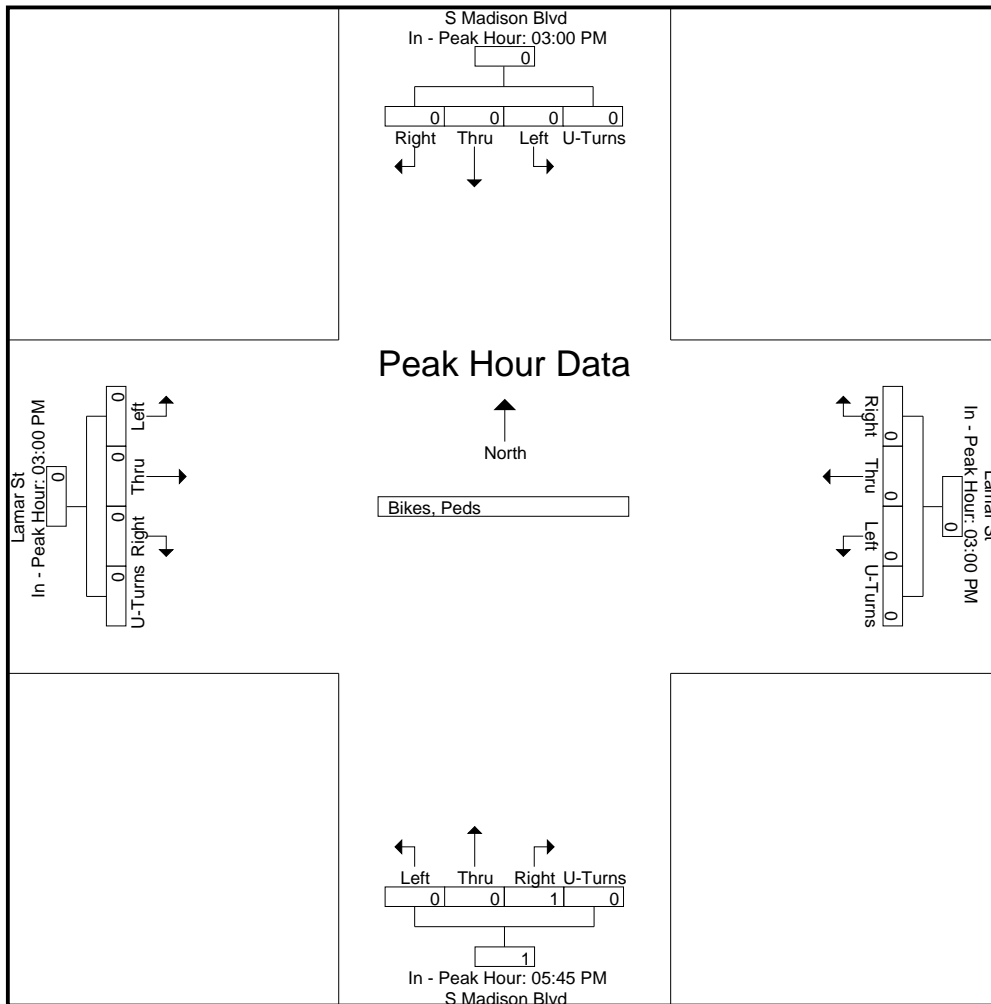 S Madison Blvd
In - Peak Hour: 03:00 PM
0
0 0 0 0
Right Thru Left U-Turns
Peak Hour Data
North
Bikes, Peds
Lamar St
In - Peak Hour: 03:00 PM
0
0 0 0 0
Left Thru Right U-Turns
Lamar St
In - Peak Hour: 03:00 PM
0
0 0 0 0
Right Thru Left U-Turns
Left Thru Right U-Turns
0 0 1 0
1
In - Peak Hour: 05:45 PM
S Madison Blvd